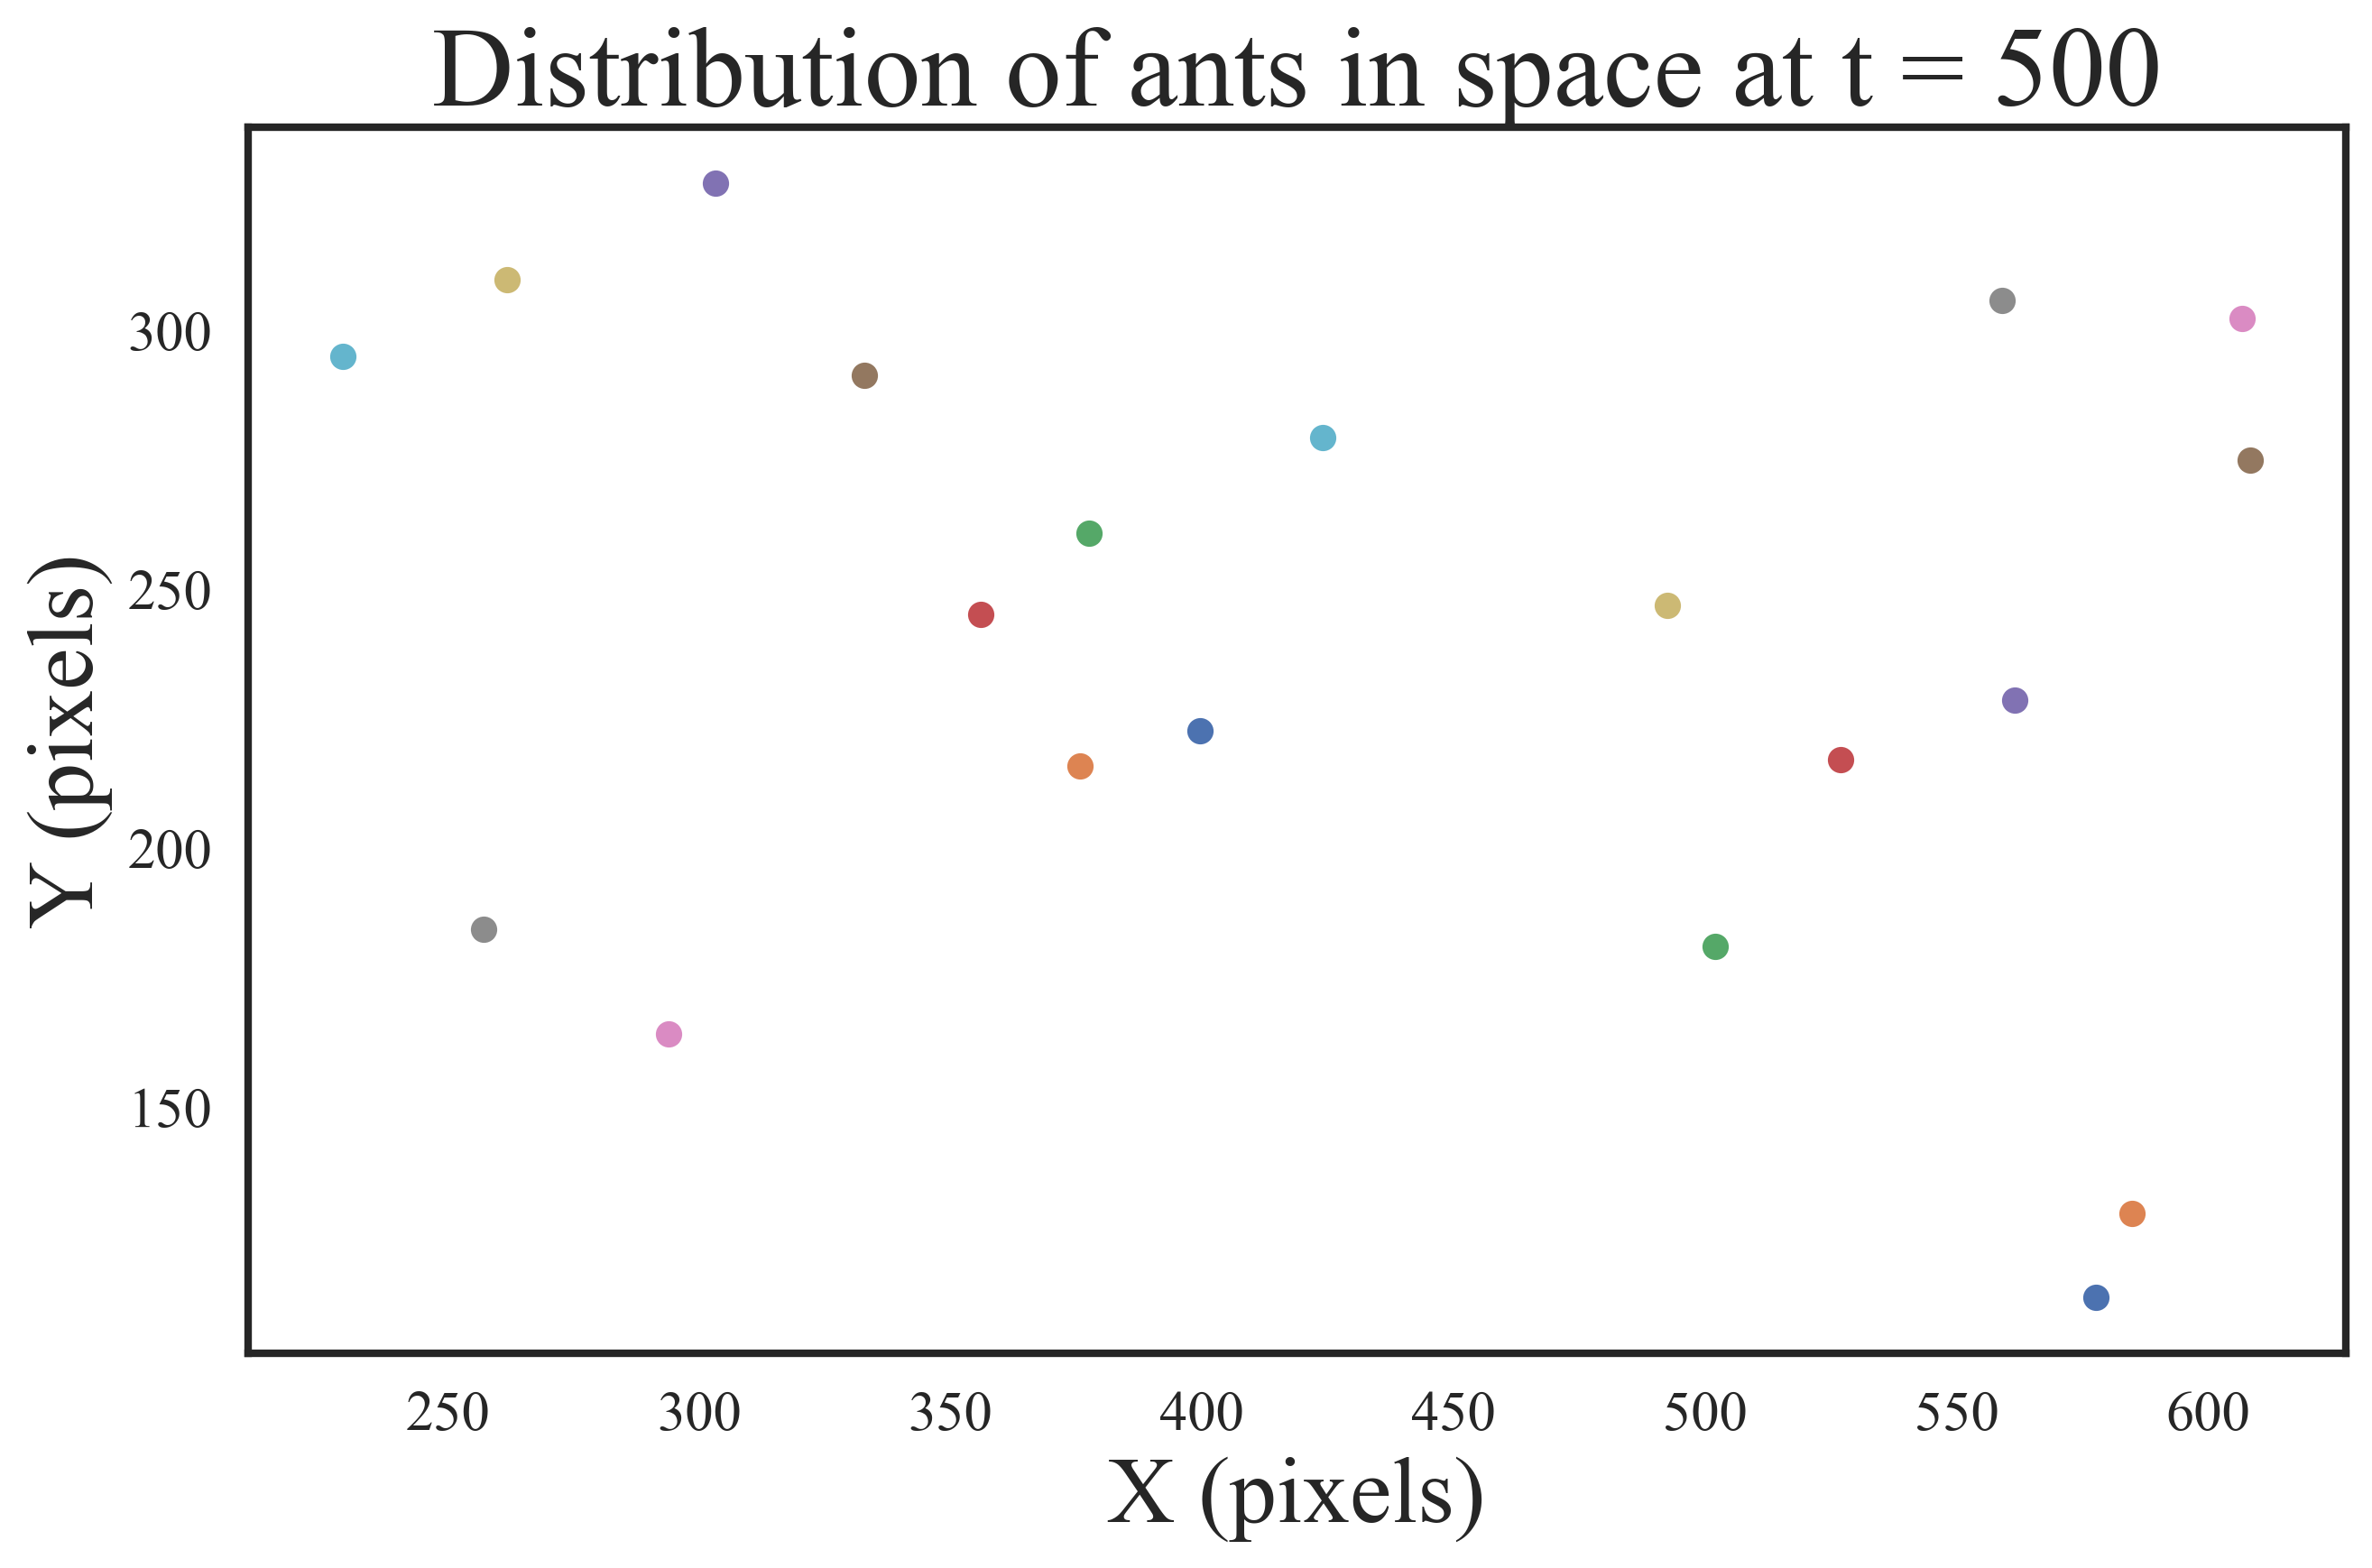 Distribution of ants in space at t = 500
300
250
200
150
Y (pixels)
250 300 350 400 450 500 550 600
X (pixels)